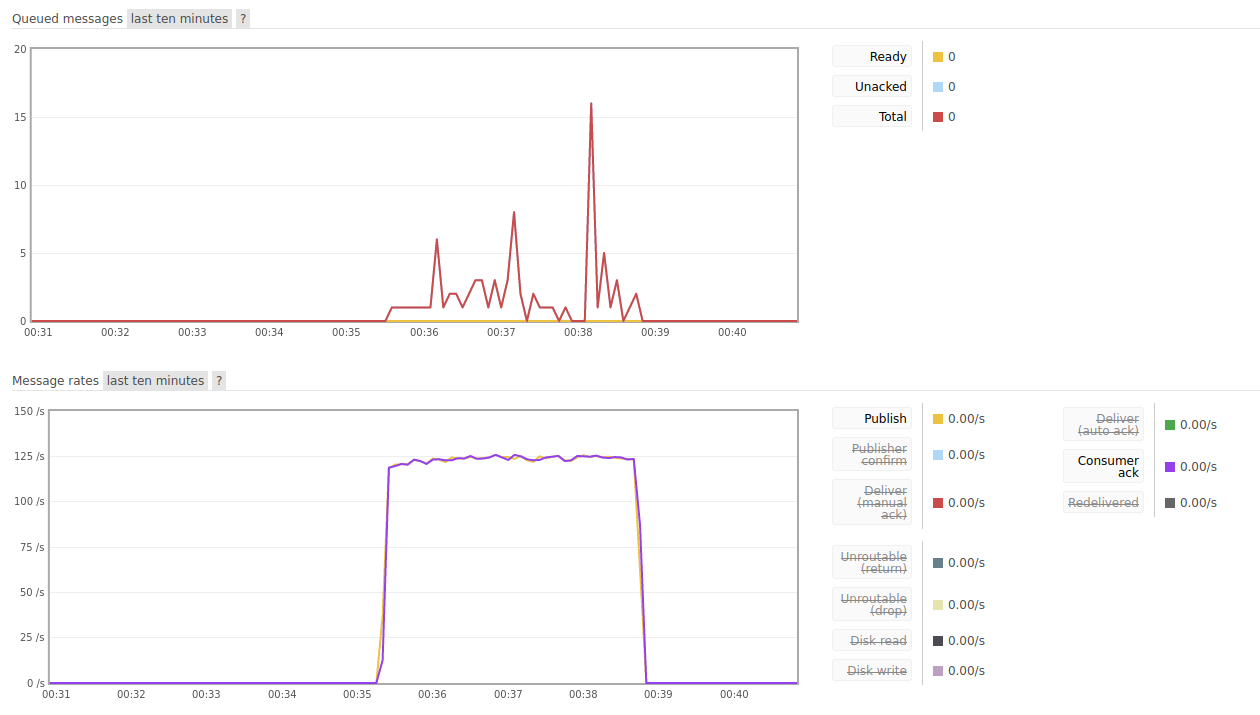 Queued messages last ten minutes ?
20
15
10
5
0
00:31 00:32 00:33 00:34 00:35 00:36 00:37 00:38 00:39 00:40
Ready 0
Unacked 0
Total 0
Message rates last ten minutes ?
150 /s
125 /s
100 /s
75 /s
50 /s
25 /s
0 /s
00:31 00:32 00:33 00:34 00:35 00:36 00:37 00:38 00:39 00:40
Publish 0.00/s
Publisher
confirm 0.00/s
Deliver
(manual
ack) 0.00/s
Deliver
(auto ack) 0.00/s
Consumer
ack 0.00/s
Redelivered 0.00/s
Unroutable
(return) 0.00/s
Unroutable
(drop) 0.00/s
Disk read 0.00/s
Disk write 0.00/s